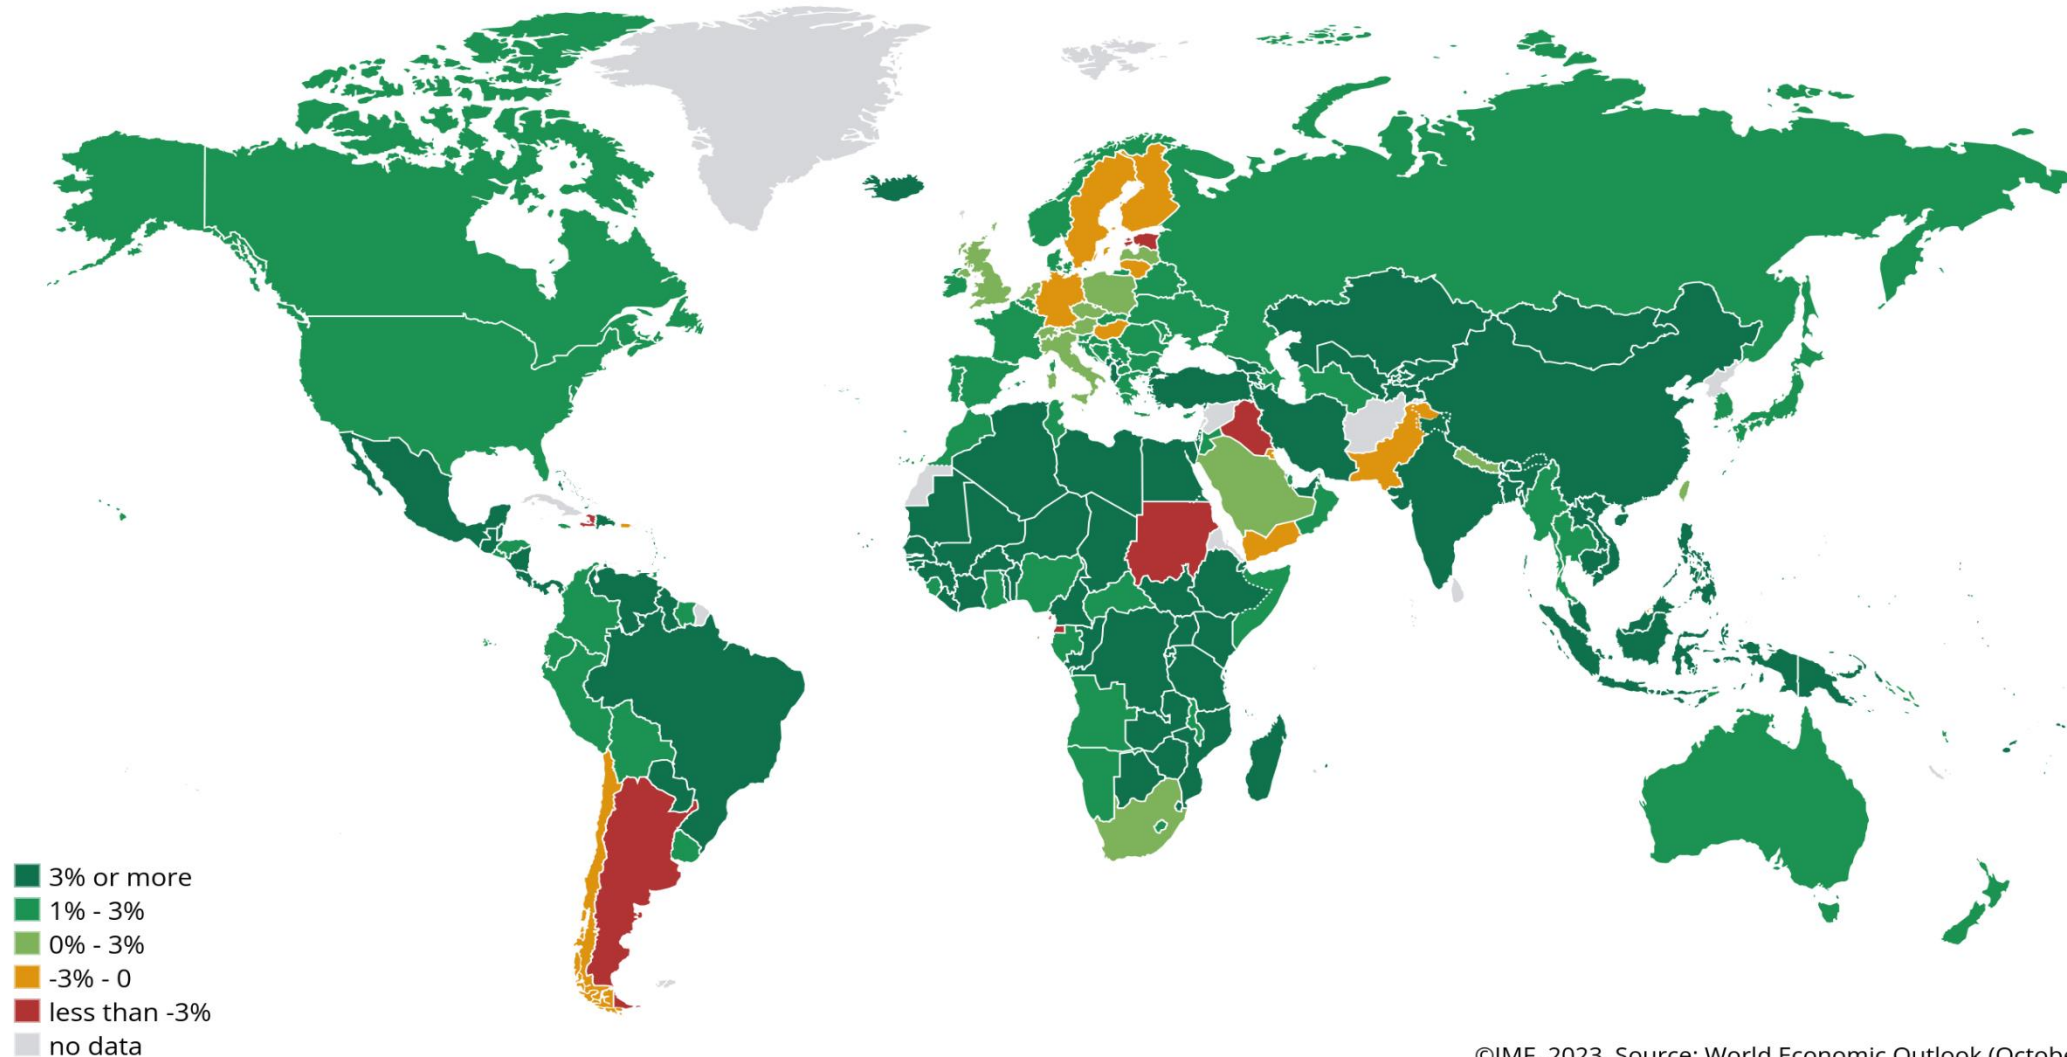 3% or more
1% - 3%
0% - 3%
-3% - 0
less than -3%
no data
©IMF, 2023, Source: World Economic Outlook (Octobe